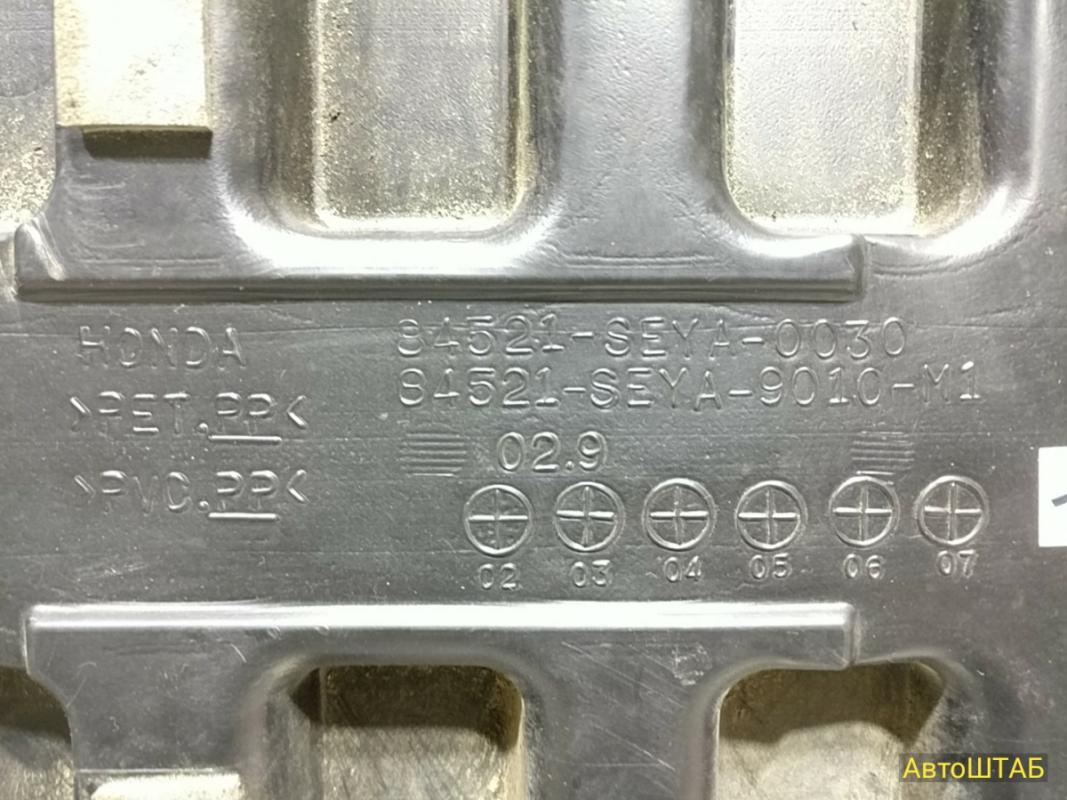 HONDA
>PET.PP<
>PVC.PP<
84521-SEYA-0030
84521-SEYA-9010-M1
02.9
02 03 04 05 06 07
АвтоШТАБ